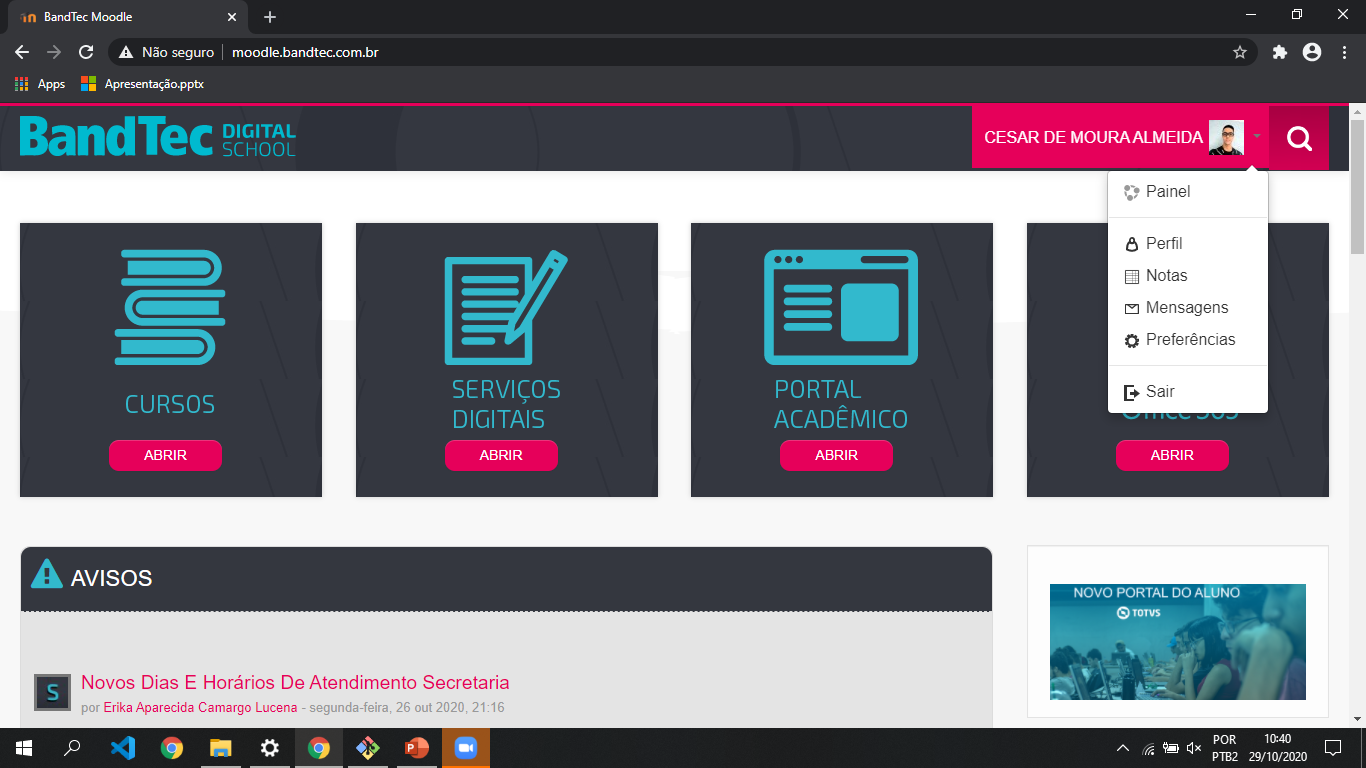 BandTec Moodle
Não seguro
moodle.bandtec.com.br
Apps
Apresentação.pptx
BandTec DIGITAL SCHOOL
CESAR DE MOURA ALMEIDA
Painel
Perfil
Notas
Mensagens
Preferências
Sair
CURSOS
ABRIR
SERVIÇOS
DIGITAIS
ABRIR
PORTAL
ACADÊMICO
ABRIR
Office 365
ABRIR
AVISOS
NOVO PORTAL DO ALUNO
TOTVS
S
Novos Dias E Horários De Atendimento Secretaria
por Erika Aparecida Camargo Lucena - segunda-feira, 26 out 2020, 21:16
POR
PTB2
10:40
29/10/2020